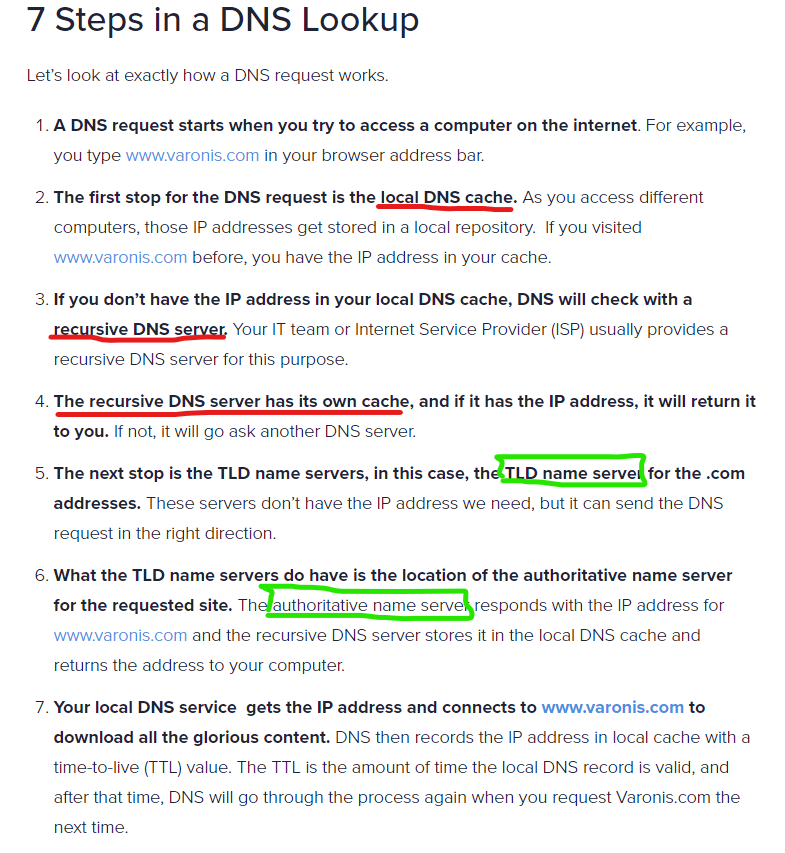 7 Steps in a DNS Lookup
Let's look at exactly how a DNS request works.
1. A DNS request starts when you try to access a computer on the internet. For example,
you type www.varonis.com in your browser address bar.
2. The first stop for the DNS request is the local DNS cache. As you access different
computers, those IP addresses get stored in a local repository.  If you visited
www.varonis.com before, you have the IP address in your cache.
3. If you don't have the IP address in your local DNS cache, DNS will check with a
recursive DNS server. Your IT team or Internet Service Provider (ISP) usually provides a
recursive DNS server for this purpose.
4. The recursive DNS server has its own cache, and if it has the IP address, it will return it
to you. If not, it will go ask another DNS server.
5. The next stop is the TLD name servers, in this case, the TLD name server for the .com
addresses. These servers don't have the IP address we need, but it can send the DNS
request in the right direction.
6. What the TLD name servers do have is the location of the authoritative name server
for the requested site. The authoritative name server responds with the IP address for
www.varonis.com and the recursive DNS server stores it in the local DNS cache and
returns the address to your computer.
7. Your local DNS service  gets the IP address and connects to www.varonis.com to
download all the glorious content. DNS then records the IP address in local cache with a
time-to-live (TTL) value. The TTL is the amount of time the local DNS record is valid, and
after that time, DNS will go through the process again when you request Varonis.com the
next time.